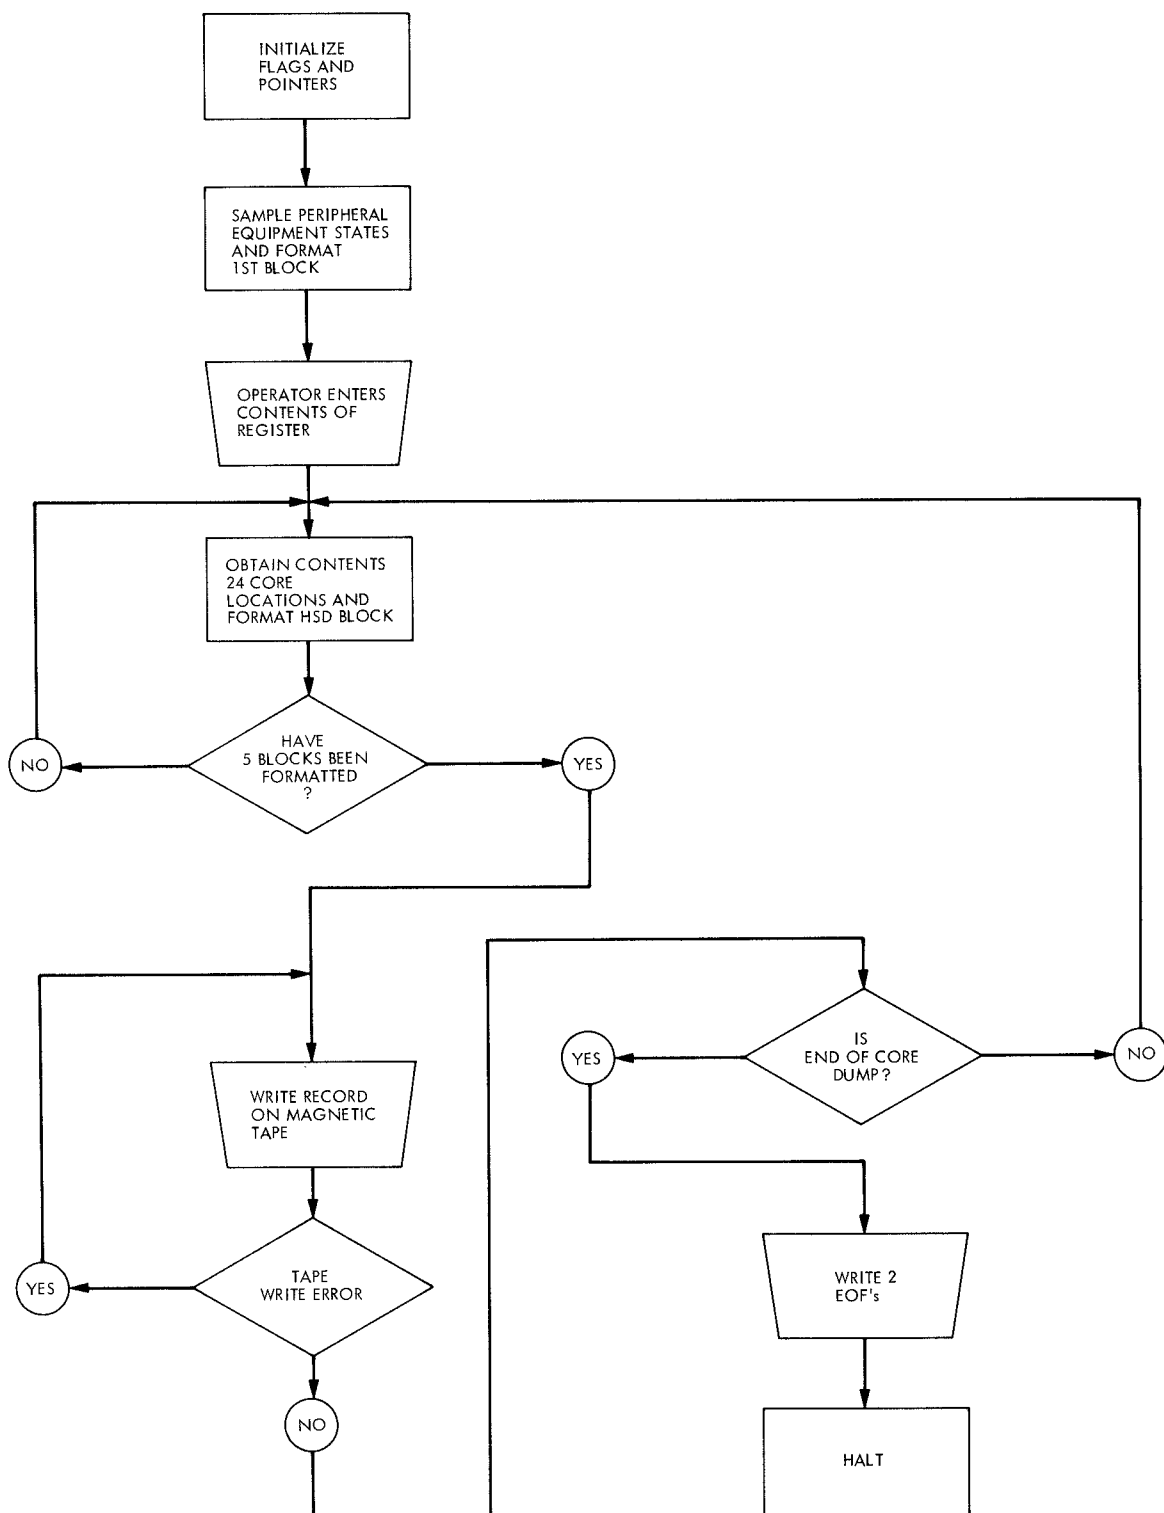 INITIALIZE
FLAGS AND
POINTERS
SAMPLE PERIPHERAL
EQUIPMENT STATES
AND FORMAT
1ST BLOCK
OPERATOR ENTERS
CONTENTS OF
REGISTER
OBTAIN CONTENTS
24 CORE
LOCATIONS AND
FORMAT HSD BLOCK
HAVE
5 BLOCKS BEEN
FORMATTED
?
NO
YES
WRITE RECORD
ON MAGNETIC
TAPE
TAPE
WRITE ERROR
YES
NO
IS
END OF CORE
DUMP?
YES
NO
WRITE 2
EOF's
HALT